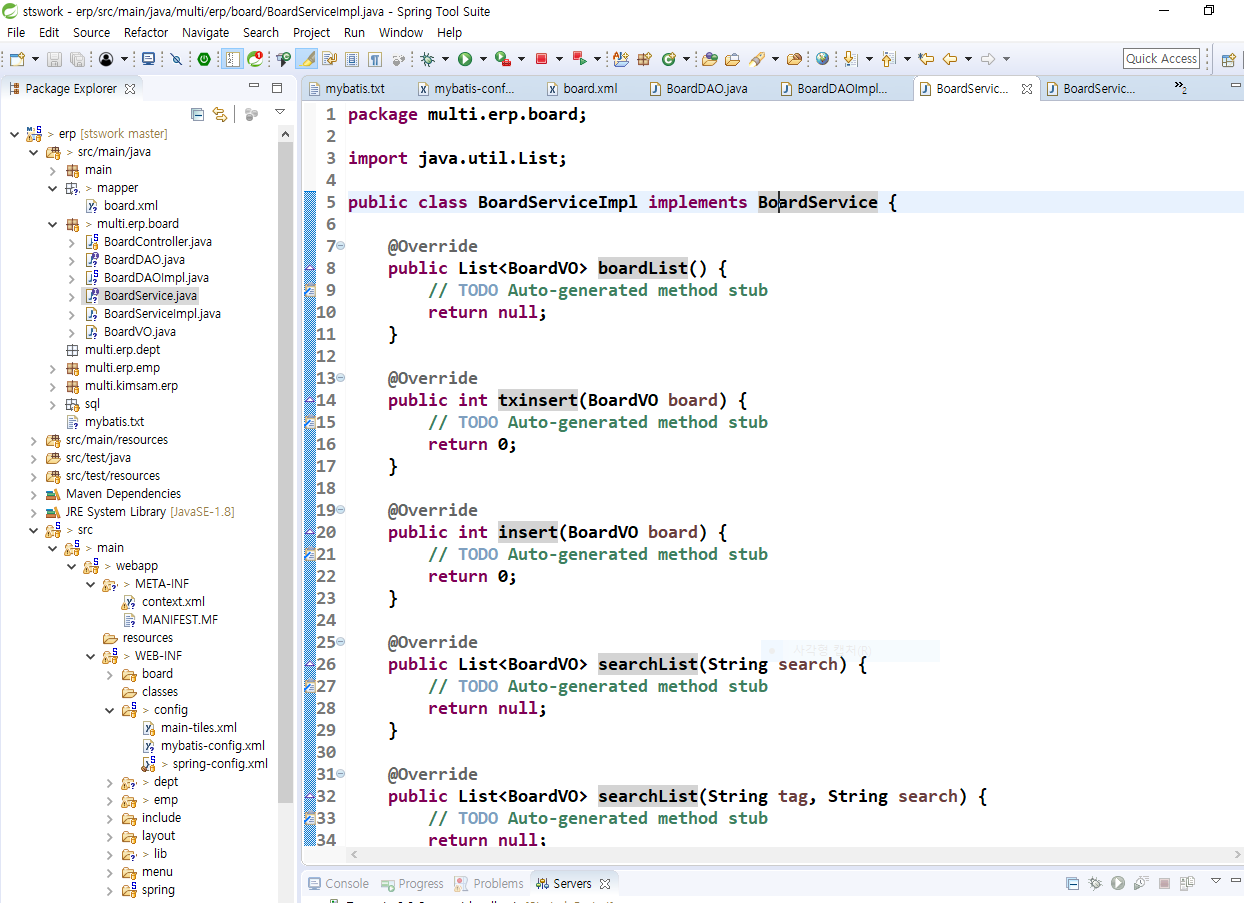 stswork - erp/src/main/java/multi/erp/board/BoardServiceImpl.java - Spring Tool Suite
File Edit Source Refactor Navigate Search Project Run Window Help
Quick Access
Package Explorer
mybatis.txt mybatis-conf... board.xml BoardDAO.java BoardDAOImpl... BoardServic... BoardServic... »2
> erp [stswork master]
> src/main/java
main
> mapper
board.xml
> multi.erp.board
BoardController.java
BoardDAO.java
BoardDAOImpl.java
BoardService.java
BoardServiceImpl.java
BoardVO.java
multi.erp.dept
multi.erp.emp
multi.kimsam.erp
sql
mybatis.txt
src/main/resources
src/test/java
src/test/resources
Maven Dependencies
JRE System Library [JavaSE-1.8]
> src
> main
> webapp
> META-INF
context.xml
MANIFEST.MF
resources
> WEB-INF
board
classes
> config
main-tiles.xml
mybatis-config.xml
> spring-config.xml
> dept
> emp
include
layout
> lib
menu
spring
1 package multi.erp.board;
2
3 import java.util.List;
4
5 public class BoardServiceImpl implements BoardService {
6
7 @Override
8 public List<BoardVO> boardList() {
9 // TODO Auto-generated method stub
10 return null;
11 }
12
13 @Override
14 public int txinsert(BoardVO board) {
15 // TODO Auto-generated method stub
16 return 0;
17 }
18
19 @Override
20 public int insert(BoardVO board) {
21 // TODO Auto-generated method stub
22 return 0;
23 }
24
25 @Override
사각형 캡처(R)
26 public List<BoardVO> searchList(String search) {
27 // TODO Auto-generated method stub
28 return null;
29 }
30
31 @Override
32 public List<BoardVO> searchList(String tag, String search) {
33 // TODO Auto-generated method stub
34 return null;
Console Progress Problems Servers